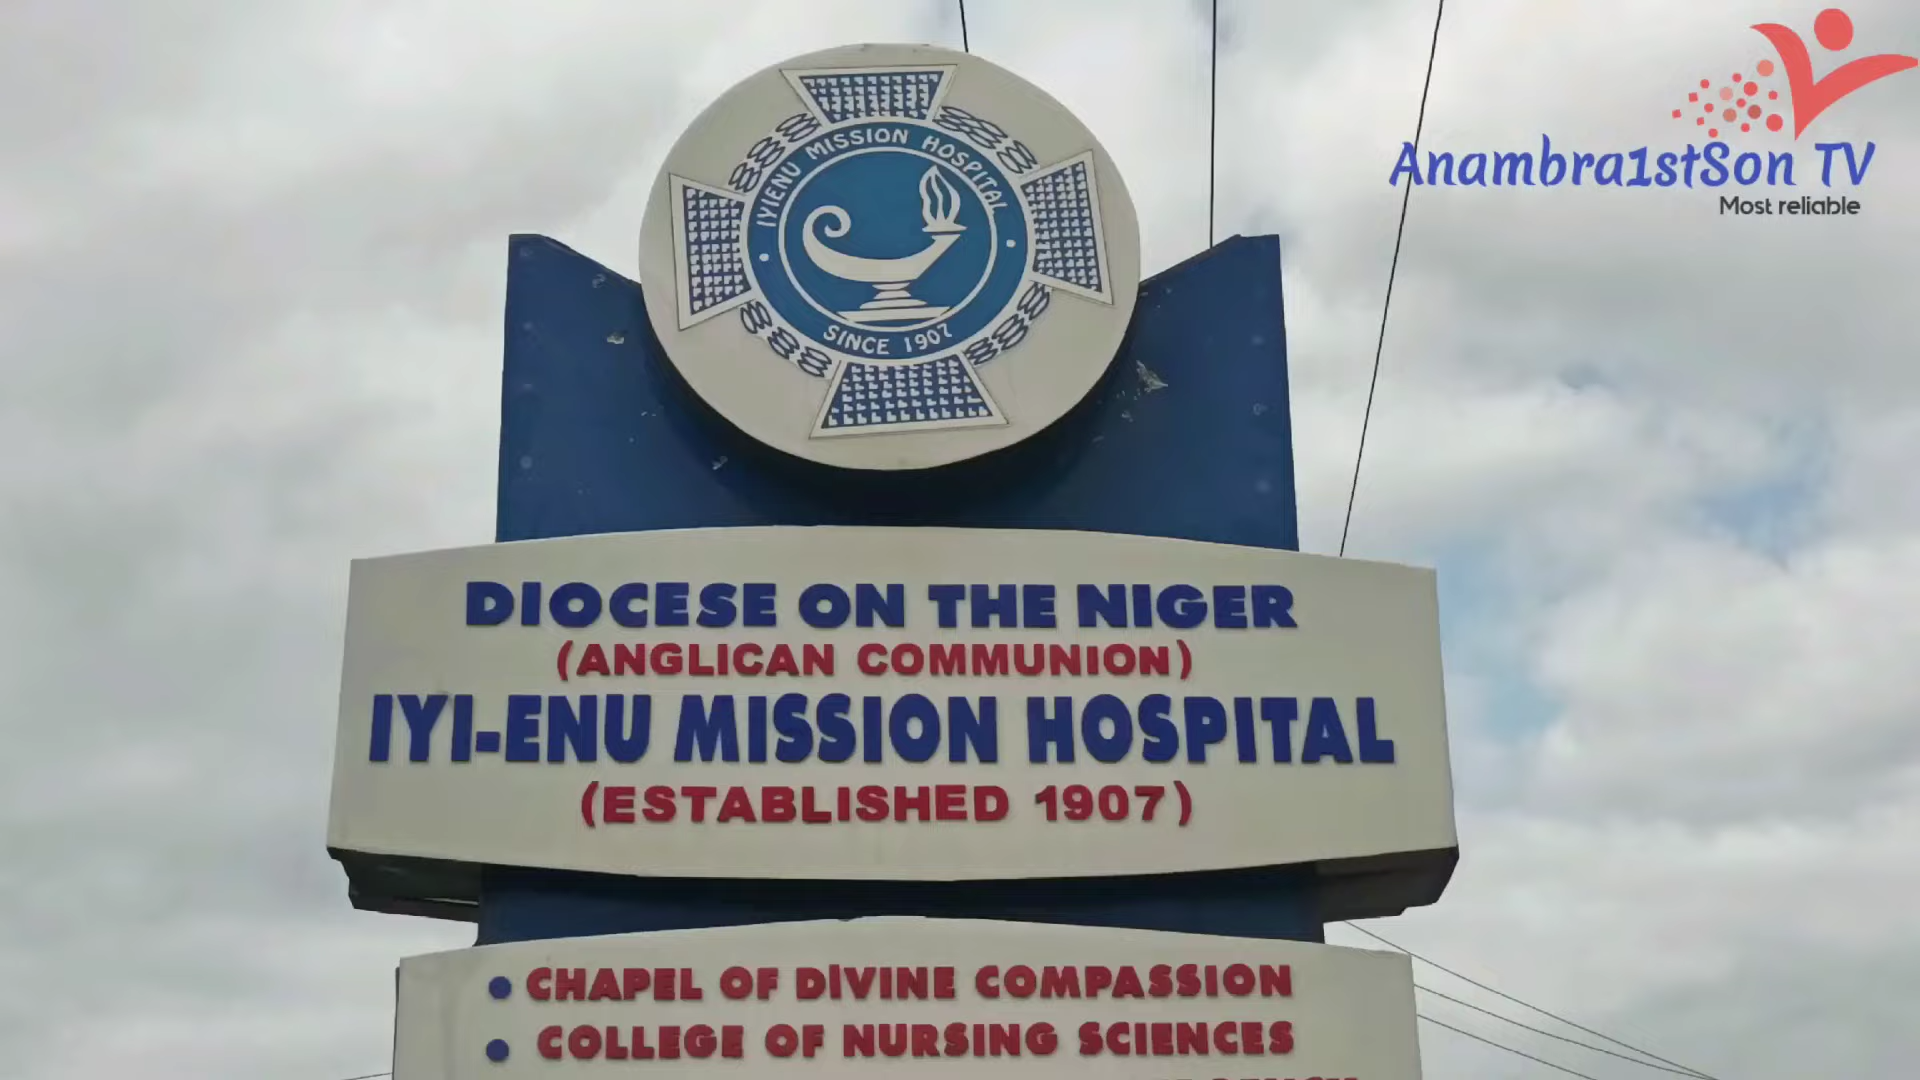 IYIENU MISSION HOSPITAL
SINCE 1907
Anambra1stSon TV
Most reliable
DIOCESE ON THE NIGER
(ANGLICAN COMMUNION)
IYI-ENU MISSION HOSPITAL
(ESTABLISHED 1907)
• CHAPEL OF DIVINE COMPASSION
• COLLEGE OF NURSING SCIENCES